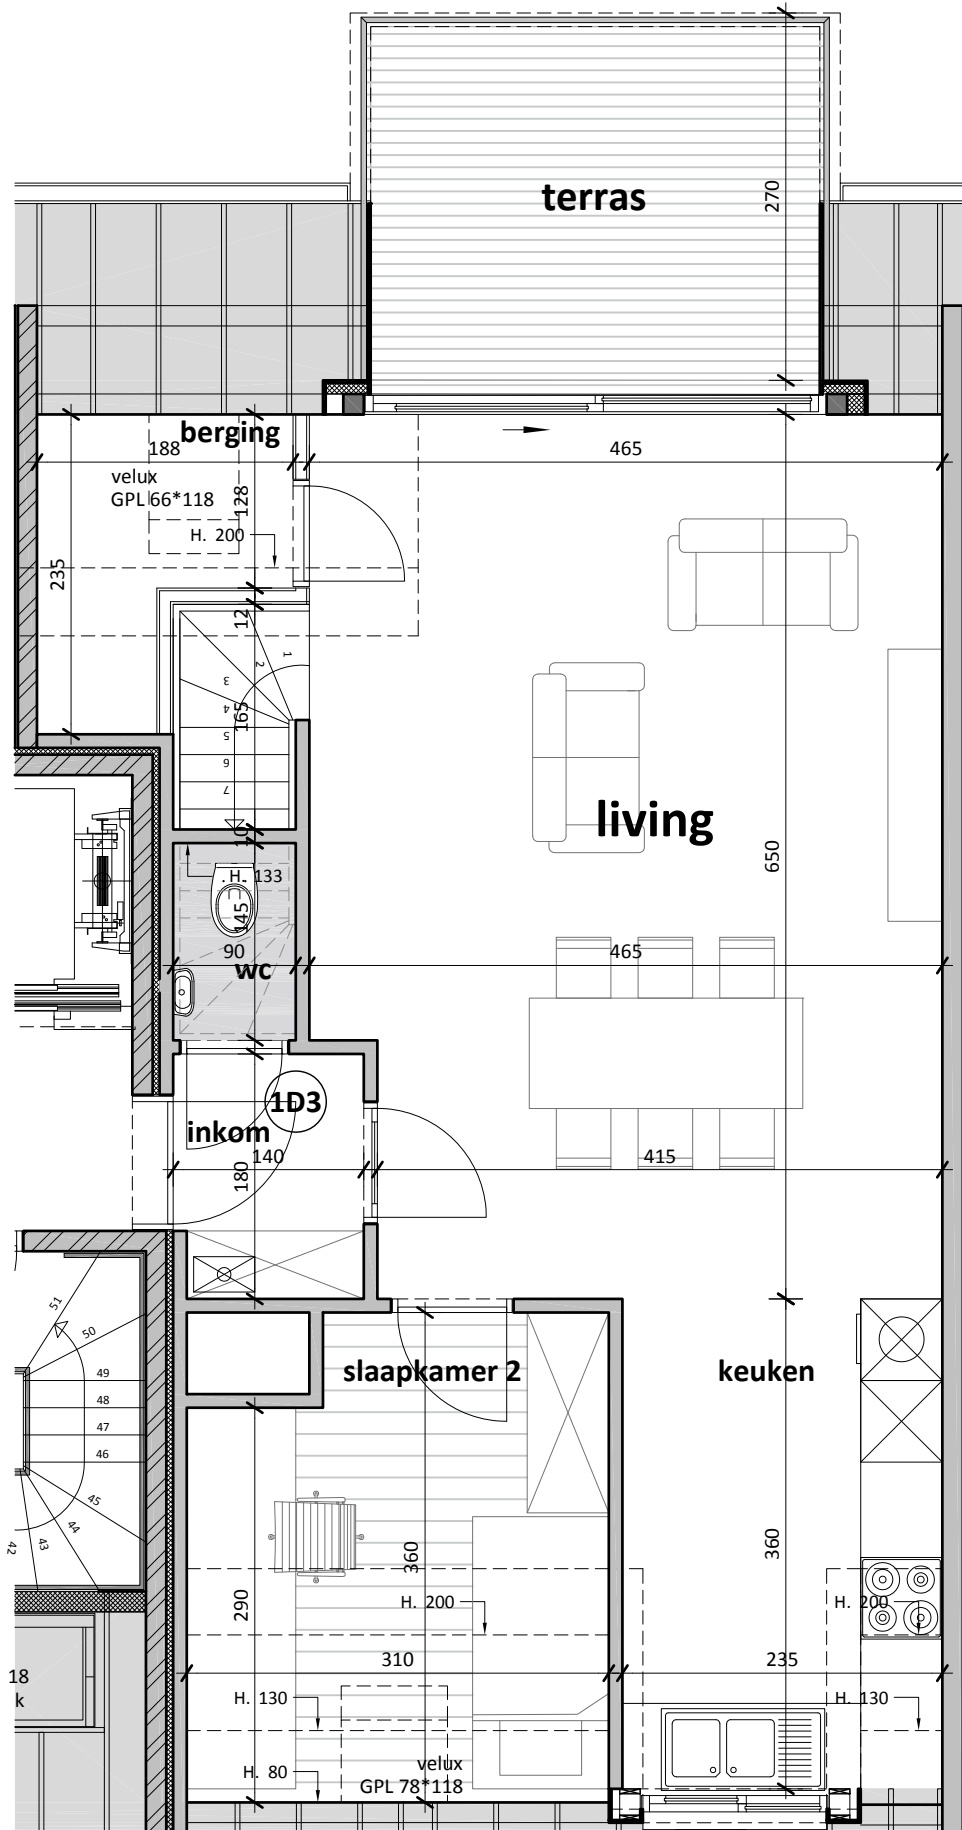 terras
270
berging
188
465
velux
GPL 66*118
128
H. 200
235
12
1
2
3
4
5
6
7
165
living
650
10
H. 133
145
90
wc
465
1D3
inkom
140
180
415
51
50
49
48
47
46
45
44
43
42
slaapkamer 2
keuken
360
360
290
H. 200
H. 200
310
235
18
k
H. 130
H. 130
H. 80
velux
GPL 78*118